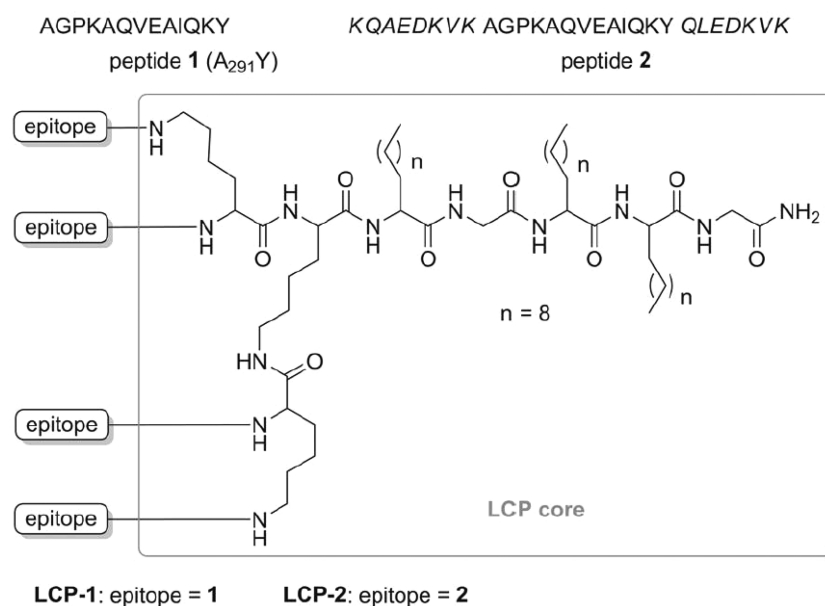 AGPKAQVEAIQKY KQAEDKVK AGPKAQVEAIQKY QLEDKVK
peptide 1 (A₂₉₁Y) peptide 2
epitope
N
H
n
n
epitope
N
H
O
H
N
O
N
H
O
H
N
O
N
H
O
H
N
O
N
H
O
NH₂
n
n = 8
HN
O
epitope
N
H
epitope
N
H
LCP core
LCP-1: epitope = 1 LCP-2: epitope = 2